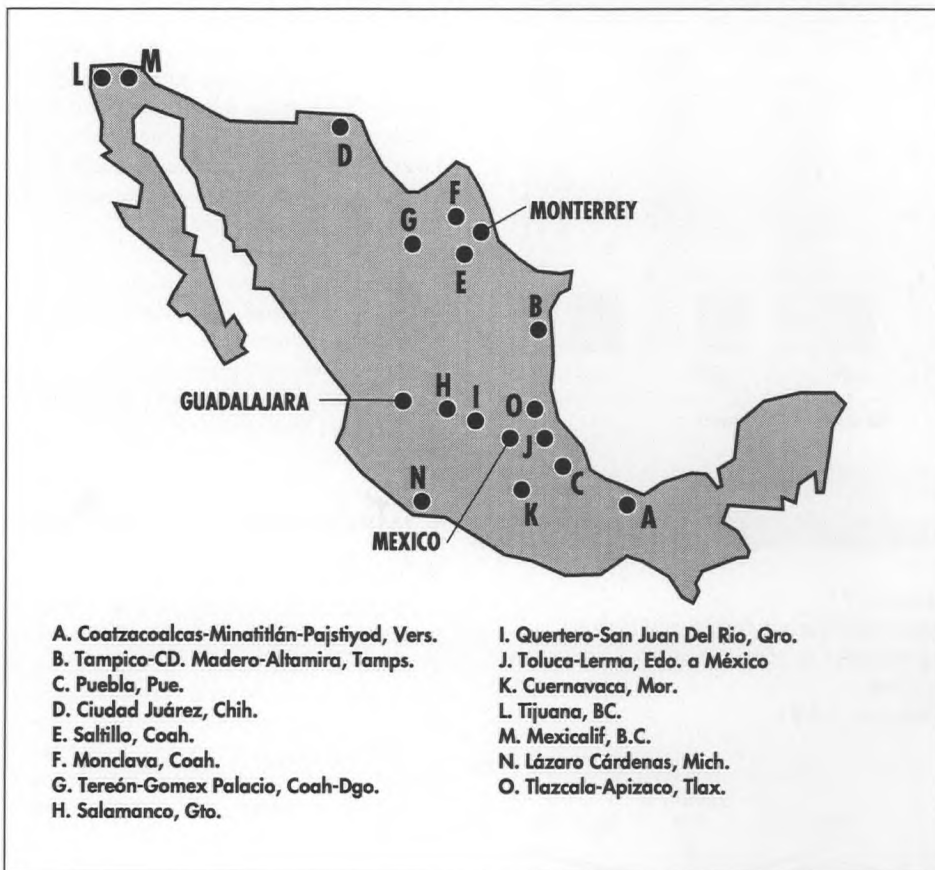 L M
D
F
MONTERREY
G
E
B
GUADALAJARA
H
I
O
J
N
C
K
A
MEXICO
A. Coatzacoalcas-Minatitlán-Pajstiyod, Vers.
B. Tampico-CD. Madero-Altamira, Tamps.
C. Puebla, Pue.
D. Ciudad Juárez, Chih.
E. Saltillo, Coah.
F. Monclava, Coah.
G. Tereón-Gomex Palacio, Coah-Dgo.
H. Salamanco, Gto.
I. Quertero-San Juan Del Rio, Qro.
J. Toluca-Lerma, Edo. a México
K. Cuernavaca, Mor.
L. Tijuana, BC.
M. Mexicalif, B.C.
N. Lázaro Cárdenas, Mich.
O. Tlazcala-Apizaco, Tlax.